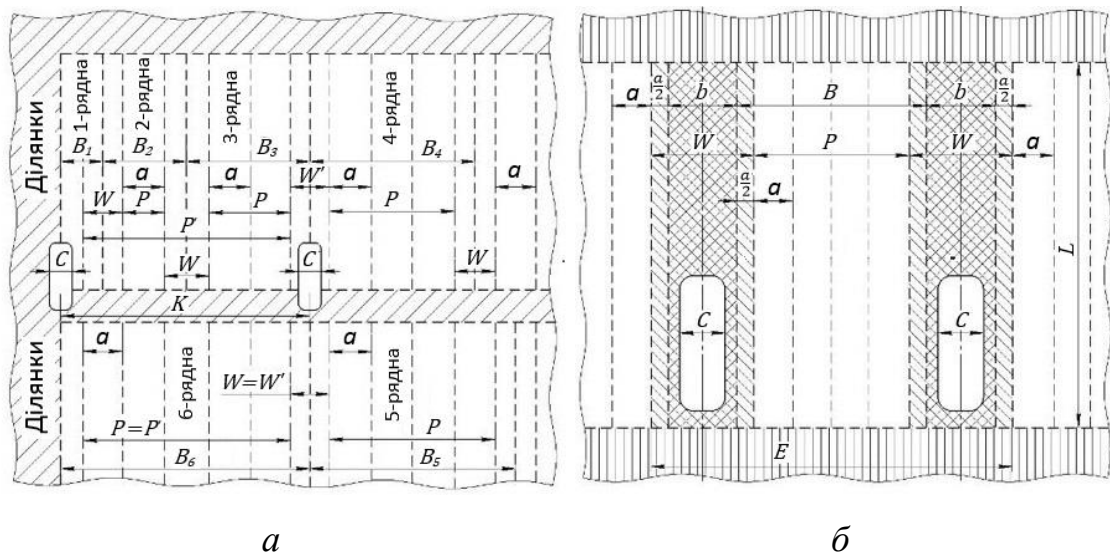 Ділянки
1-рядна
2-рядна
3-рядна
4-рядна
B₁
B₂
B₃
B₄
a
a
W'
a
a
W
P
P
P
P'
C
W
C
W
K
Ділянки
a
6-рядна
a
5-рядна
W=W'
P=P'
P
B₆
B₅
a
a/2
b
B
b
a/2
W
P
W
a
a/2
a
L
C
C
E
а
б